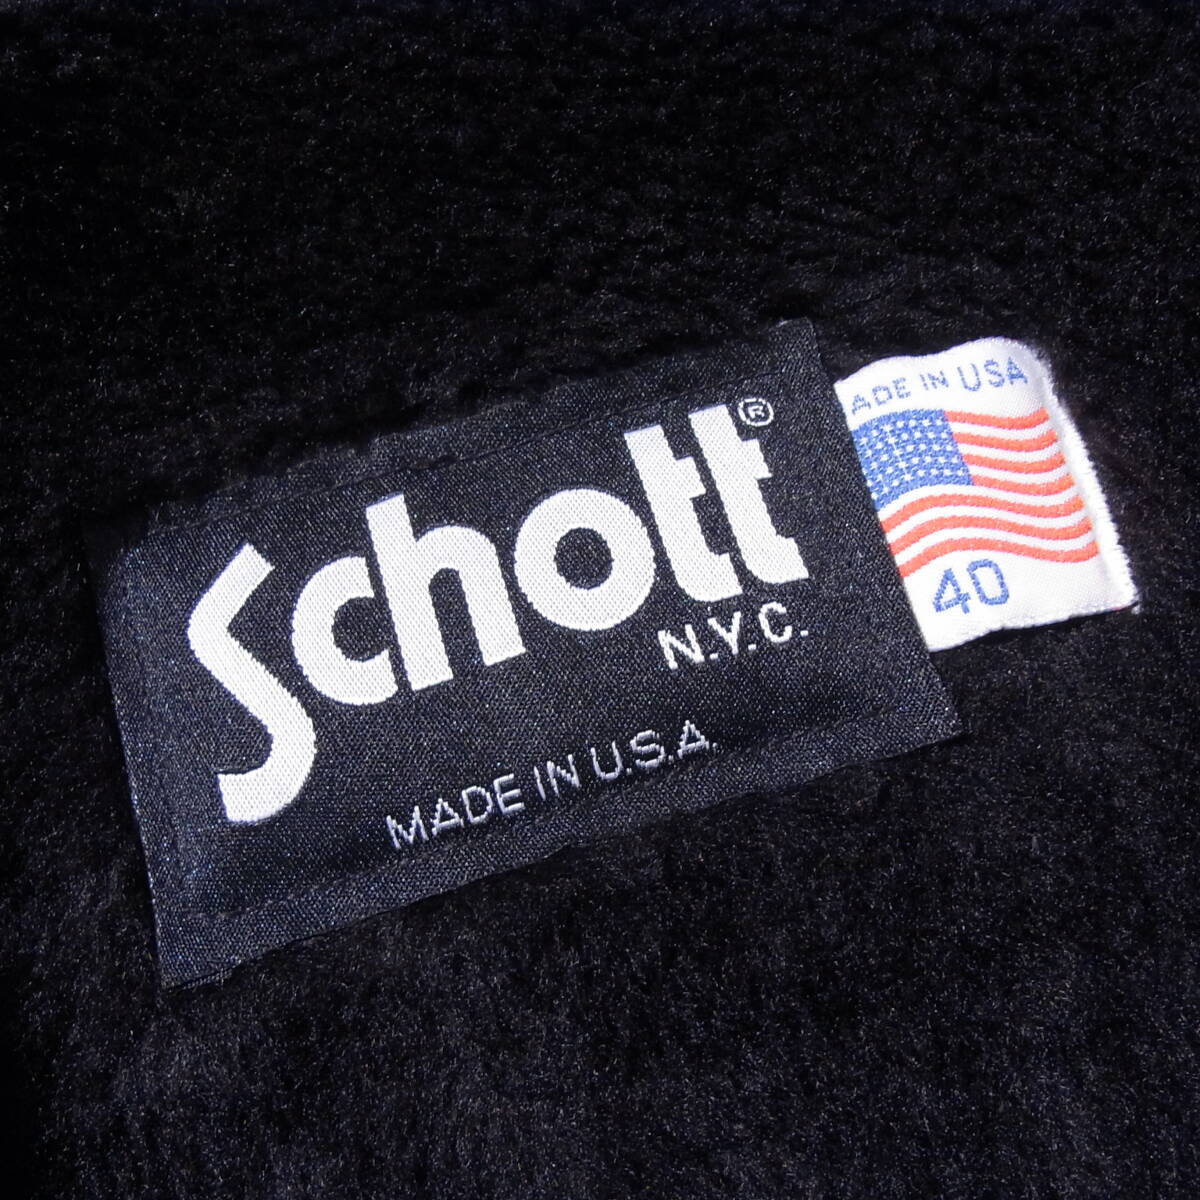 Schott®
N.Y.C.
MADE IN U.S.A.
ADE IN USA
40